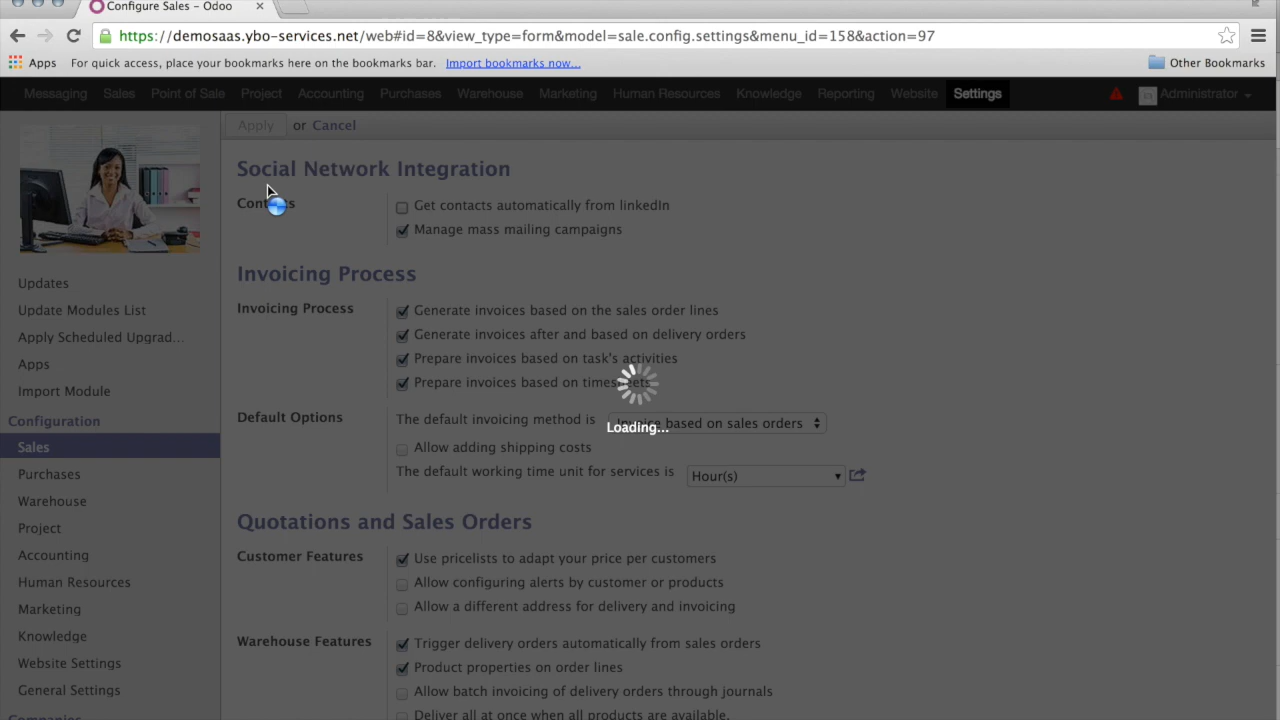 Configure Sales - Odoo
https://demosaas.ybo-services.net/web#id=8&view_type=form&model=sale.config.settings&menu_id=158&action=97
Apps For quick access, place your bookmarks here on the bookmarks bar. Import bookmarks now... Other Bookmarks
Messaging Sales Point of Sale Project Accounting Purchases Warehouse Marketing Human Resources Knowledge Reporting Website Settings Administrator
Apply or Cancel
Social Network Integration
Get contacts automatically from linkedIn
Manage mass mailing campaigns
Invoicing Process
Invoicing Process
Generate invoices based on the sales order lines
Generate invoices after and based on delivery orders
Prepare invoices based on task's activities
Prepare invoices based on timesheets
Default Options
The default invoicing method is Invoice based on sales orders
Loading...
Allow adding shipping costs
The default working time unit for services is Hour(s)
Quotations and Sales Orders
Customer Features
Use pricelists to adapt your price per customers
Allow configuring alerts by customer or products
Allow a different address for delivery and invoicing
Warehouse Features
Trigger delivery orders automatically from sales orders
Product properties on order lines
Allow batch invoicing of delivery orders through journals
Deliver all at once when all products are available.
Updates
Update Modules List
Apply Scheduled Upgrad...
Apps
Import Module
Configuration
Sales
Purchases
Warehouse
Project
Accounting
Human Resources
Marketing
Knowledge
Website Settings
General Settings
Companies